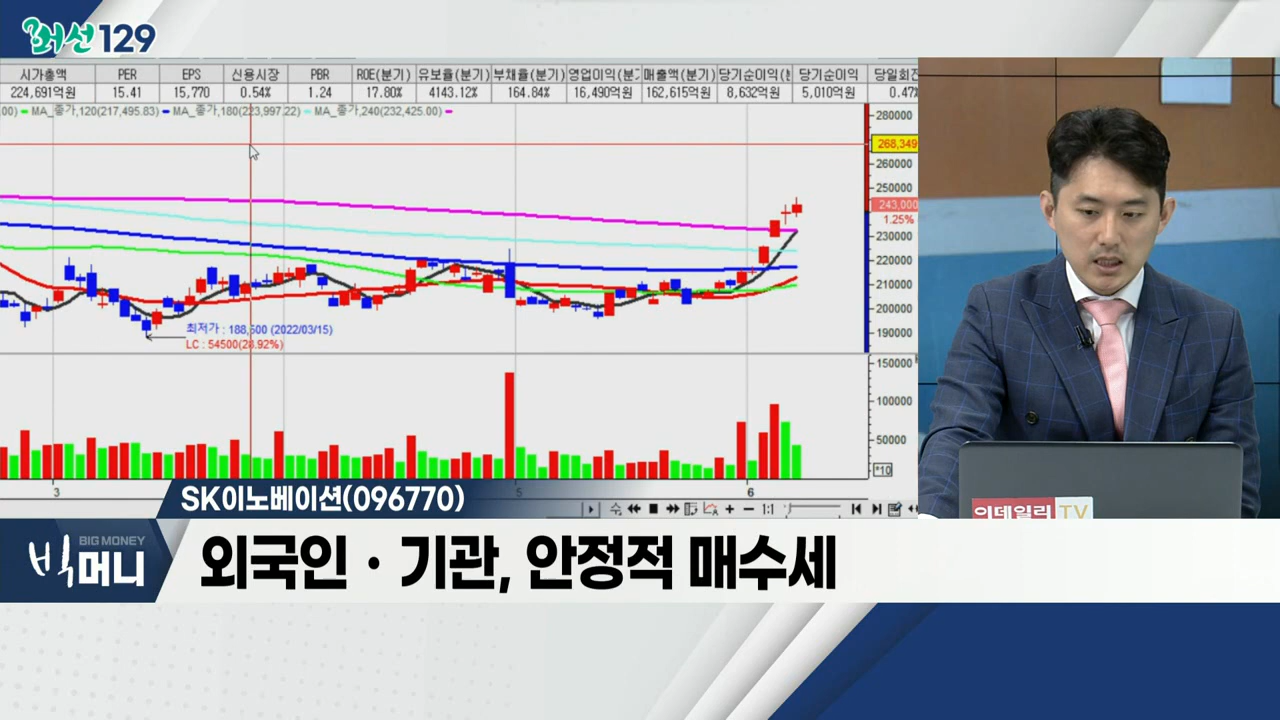 머선129
시가총액 PER EPS 신용시장 PBR ROE(분기) 유보율(분기) 부채율(분기) 영업이익(분기 매출액(분기) 당기순이익(분 당기순이익 당일회전
224,691억원 15.41 15,770 0.54% 1.24 17.80% 4143.12% 164.84% 16,490억원 162,615억원 8,632억원 5,010억원 0.47%
00) MA_종가,120(217,495.83) MA_종가,180(223,997.22) MA_종가,240(232,425.00)
280000
268,349
260000
250000
243,000
1.25%
230000
220000
210000
200000
190000
최저가 : 188,500 (2022/03/15)
LC : 54500(28.92%)
150000
100000
50000
*10
3 5 6
1:1
이데일리TV
SK이노베이션(096770)
BIG MONEY
빅머니
외국인 · 기관, 안정적 매수세